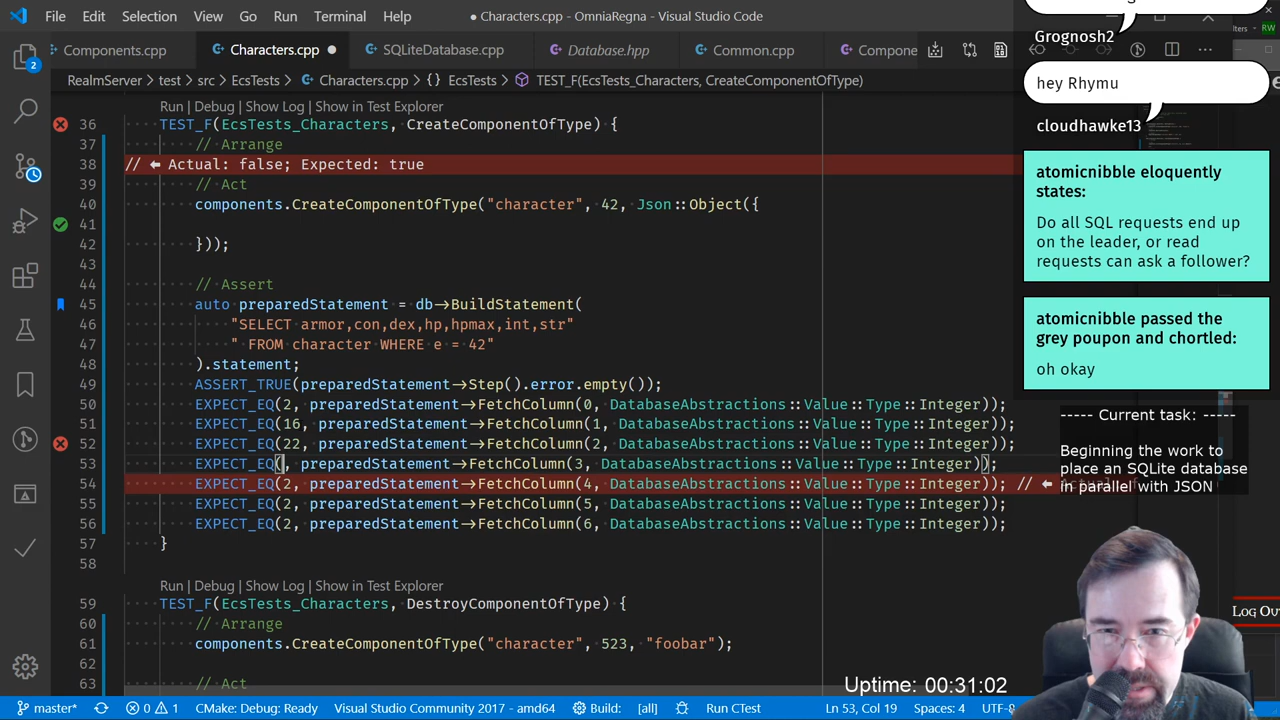 File Edit Selection View Go Run Terminal Help
● Characters.cpp - OmniaRegna - Visual Studio Code
Components.cpp
Characters.cpp ●
SQLiteDatabase.cpp
Database.hpp
Common.cpp
Compone
RealmServer > test > src > EcsTests > Characters.cpp > {} EcsTests > TEST_F(EcsTests_Characters, CreateComponentOfType)
Run | Debug | Show Log | Show in Test Explorer
36 TEST_F(EcsTests_Characters, CreateComponentOfType) {
37 // Arrange
38 // ⬅ Actual: false; Expected: true
39 // Act
40 components.CreateComponentOfType("character", 42, Json::Object({
41
42 }));
43
44 // Assert
45 auto preparedStatement = db->BuildStatement(
46 "SELECT armor,con,dex,hp,hpmax,int,str"
47 " FROM character WHERE e = 42"
48 ).statement;
49 ASSERT_TRUE(preparedStatement->Step().error.empty());
50 EXPECT_EQ(2, preparedStatement->FetchColumn(0, DatabaseAbstractions::Value::Type::Integer));
51 EXPECT_EQ(16, preparedStatement->FetchColumn(1, DatabaseAbstractions::Value::Type::Integer));
52 EXPECT_EQ(22, preparedStatement->FetchColumn(2, DatabaseAbstractions::Value::Type::Integer));
53 EXPECT_EQ(, preparedStatement->FetchColumn(3, DatabaseAbstractions::Value::Type::Integer));
54 EXPECT_EQ(2, preparedStatement->FetchColumn(4, DatabaseAbstractions::Value::Type::Integer)); // ⬅
55 EXPECT_EQ(2, preparedStatement->FetchColumn(5, DatabaseAbstractions::Value::Type::Integer));
56 EXPECT_EQ(2, preparedStatement->FetchColumn(6, DatabaseAbstractions::Value::Type::Integer));
57 }
58
Run | Debug | Show Log | Show in Test Explorer
59 TEST_F(EcsTests_Characters, DestroyComponentOfType) {
60 // Arrange
61 components.CreateComponentOfType("character", 523, "foobar");
62
63 // Act
Grognosh2
hey Rhymu
cloudhawke13
atomicnibble eloquently
states:
Do all SQL requests end up
on the leader, or read
requests can ask a follower?
atomicnibble passed the
grey poupon and chortled:
oh okay
----- Current task: -----
Beginning the work to
place an SQLite database
in parallel with JSON
Log Ou
Uptime: 00:31:02
2
master* 0 1 CMake: Debug: Ready Visual Studio Community 2017 - amd64 Build: [all] Run CTest Ln 53, Col 19 Spaces: 4 UTF-8